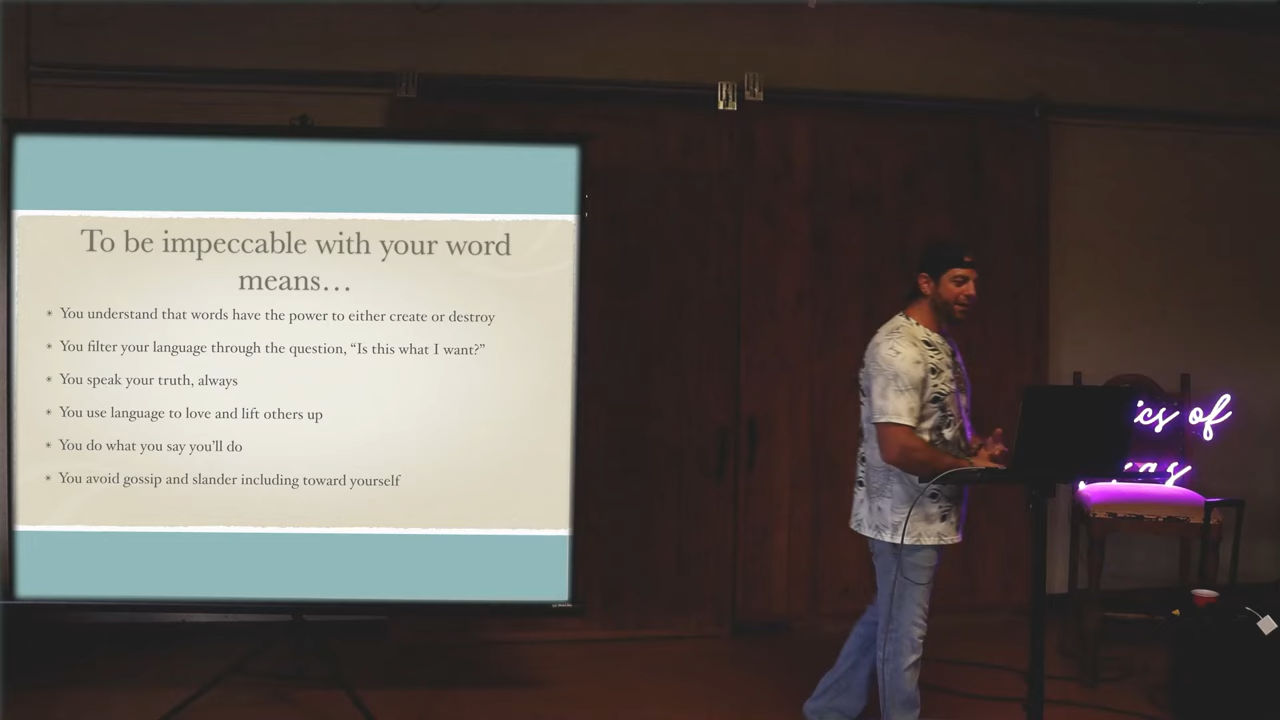 To be impeccable with your word
means…
* You understand that words have the power to either create or destroy
* You filter your language through the question, “Is this what I want?”
* You speak your truth, always
* You use language to love and lift others up
* You do what you say you’ll do
* You avoid gossip and slander including toward yourself
ics of